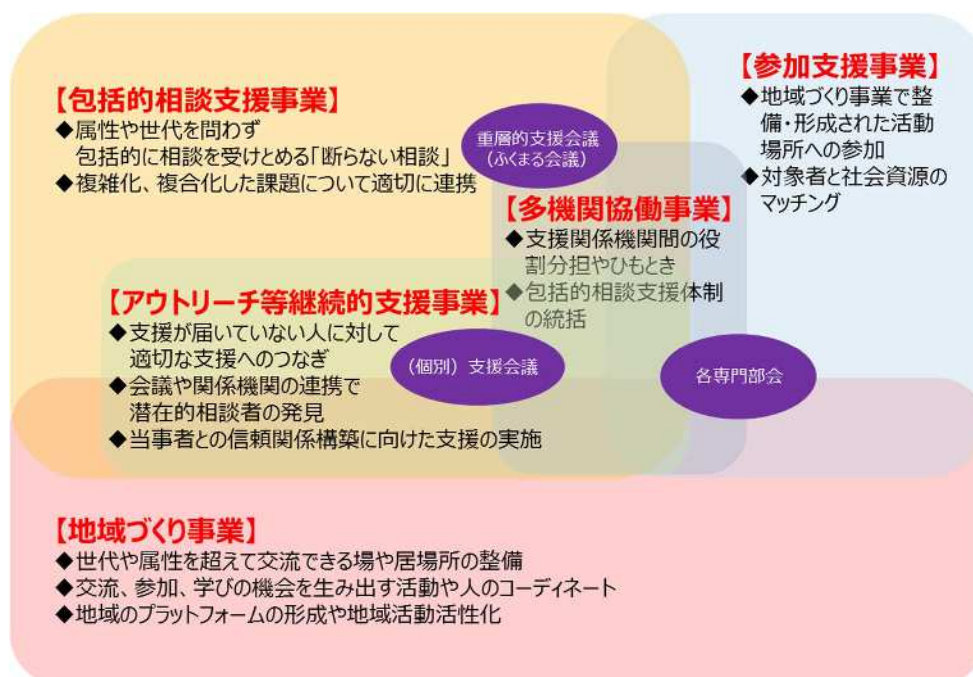 【包括的相談支援事業】
◆属性や世代を問わず
包括的に相談を受けとめる「断らない相談」
◆複雑化、複合化した課題について適切に連携
重層的支援会議
(ふくまる会議)
【参加支援事業】
◆地域づくり事業で整
備・形成された活動
場所への参加
◆対象者と社会資源の
マッチング
【多機関協働事業】
◆支援関係機関間の役
割分担やひもとき
◆包括的相談支援体制
の統括
【アウトリーチ等継続的支援事業】
◆支援が届いていない人に対して
適切な支援へのつなぎ
◆会議や関係機関の連携で
潜在的相談者の発見
◆当事者との信頼関係構築に向けた支援の実施
(個別) 支援会議
各専門部会
【地域づくり事業】
◆世代や属性を超えて交流できる場や居場所の整備
◆交流、参加、学びの機会を生み出す活動や人のコーディネート
◆地域のプラットフォームの形成や地域活動活性化